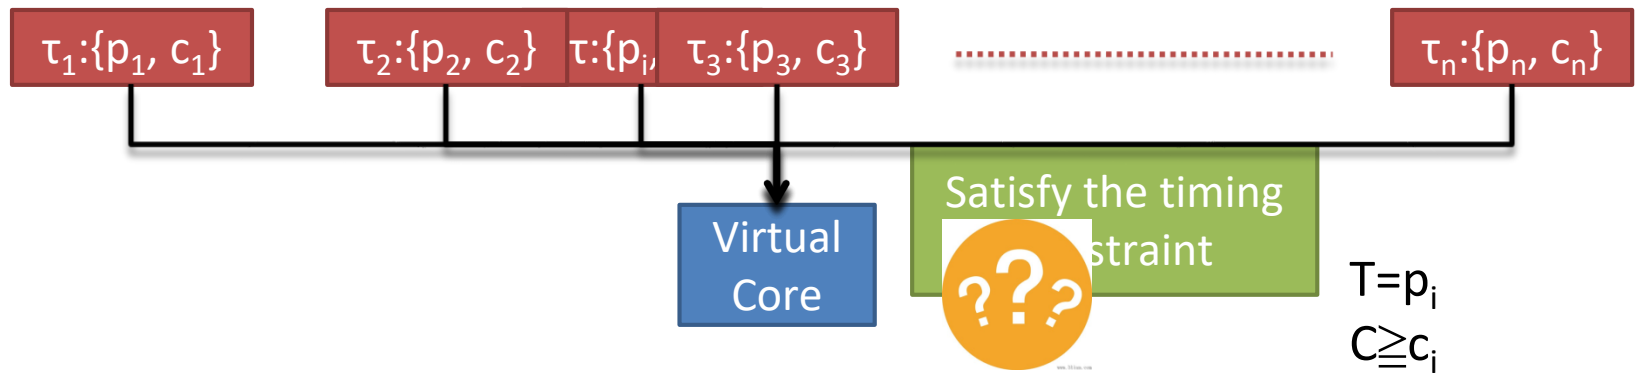 τ₁:{p₁, c₁} τ₂:{p₂, c₂} τ:{pᵢ, τ₃:{p₃, c₃} τₙ:{pₙ, cₙ}
Satisfy the timing
straint
Virtual
Core
???
T=pᵢ
C≧cᵢ